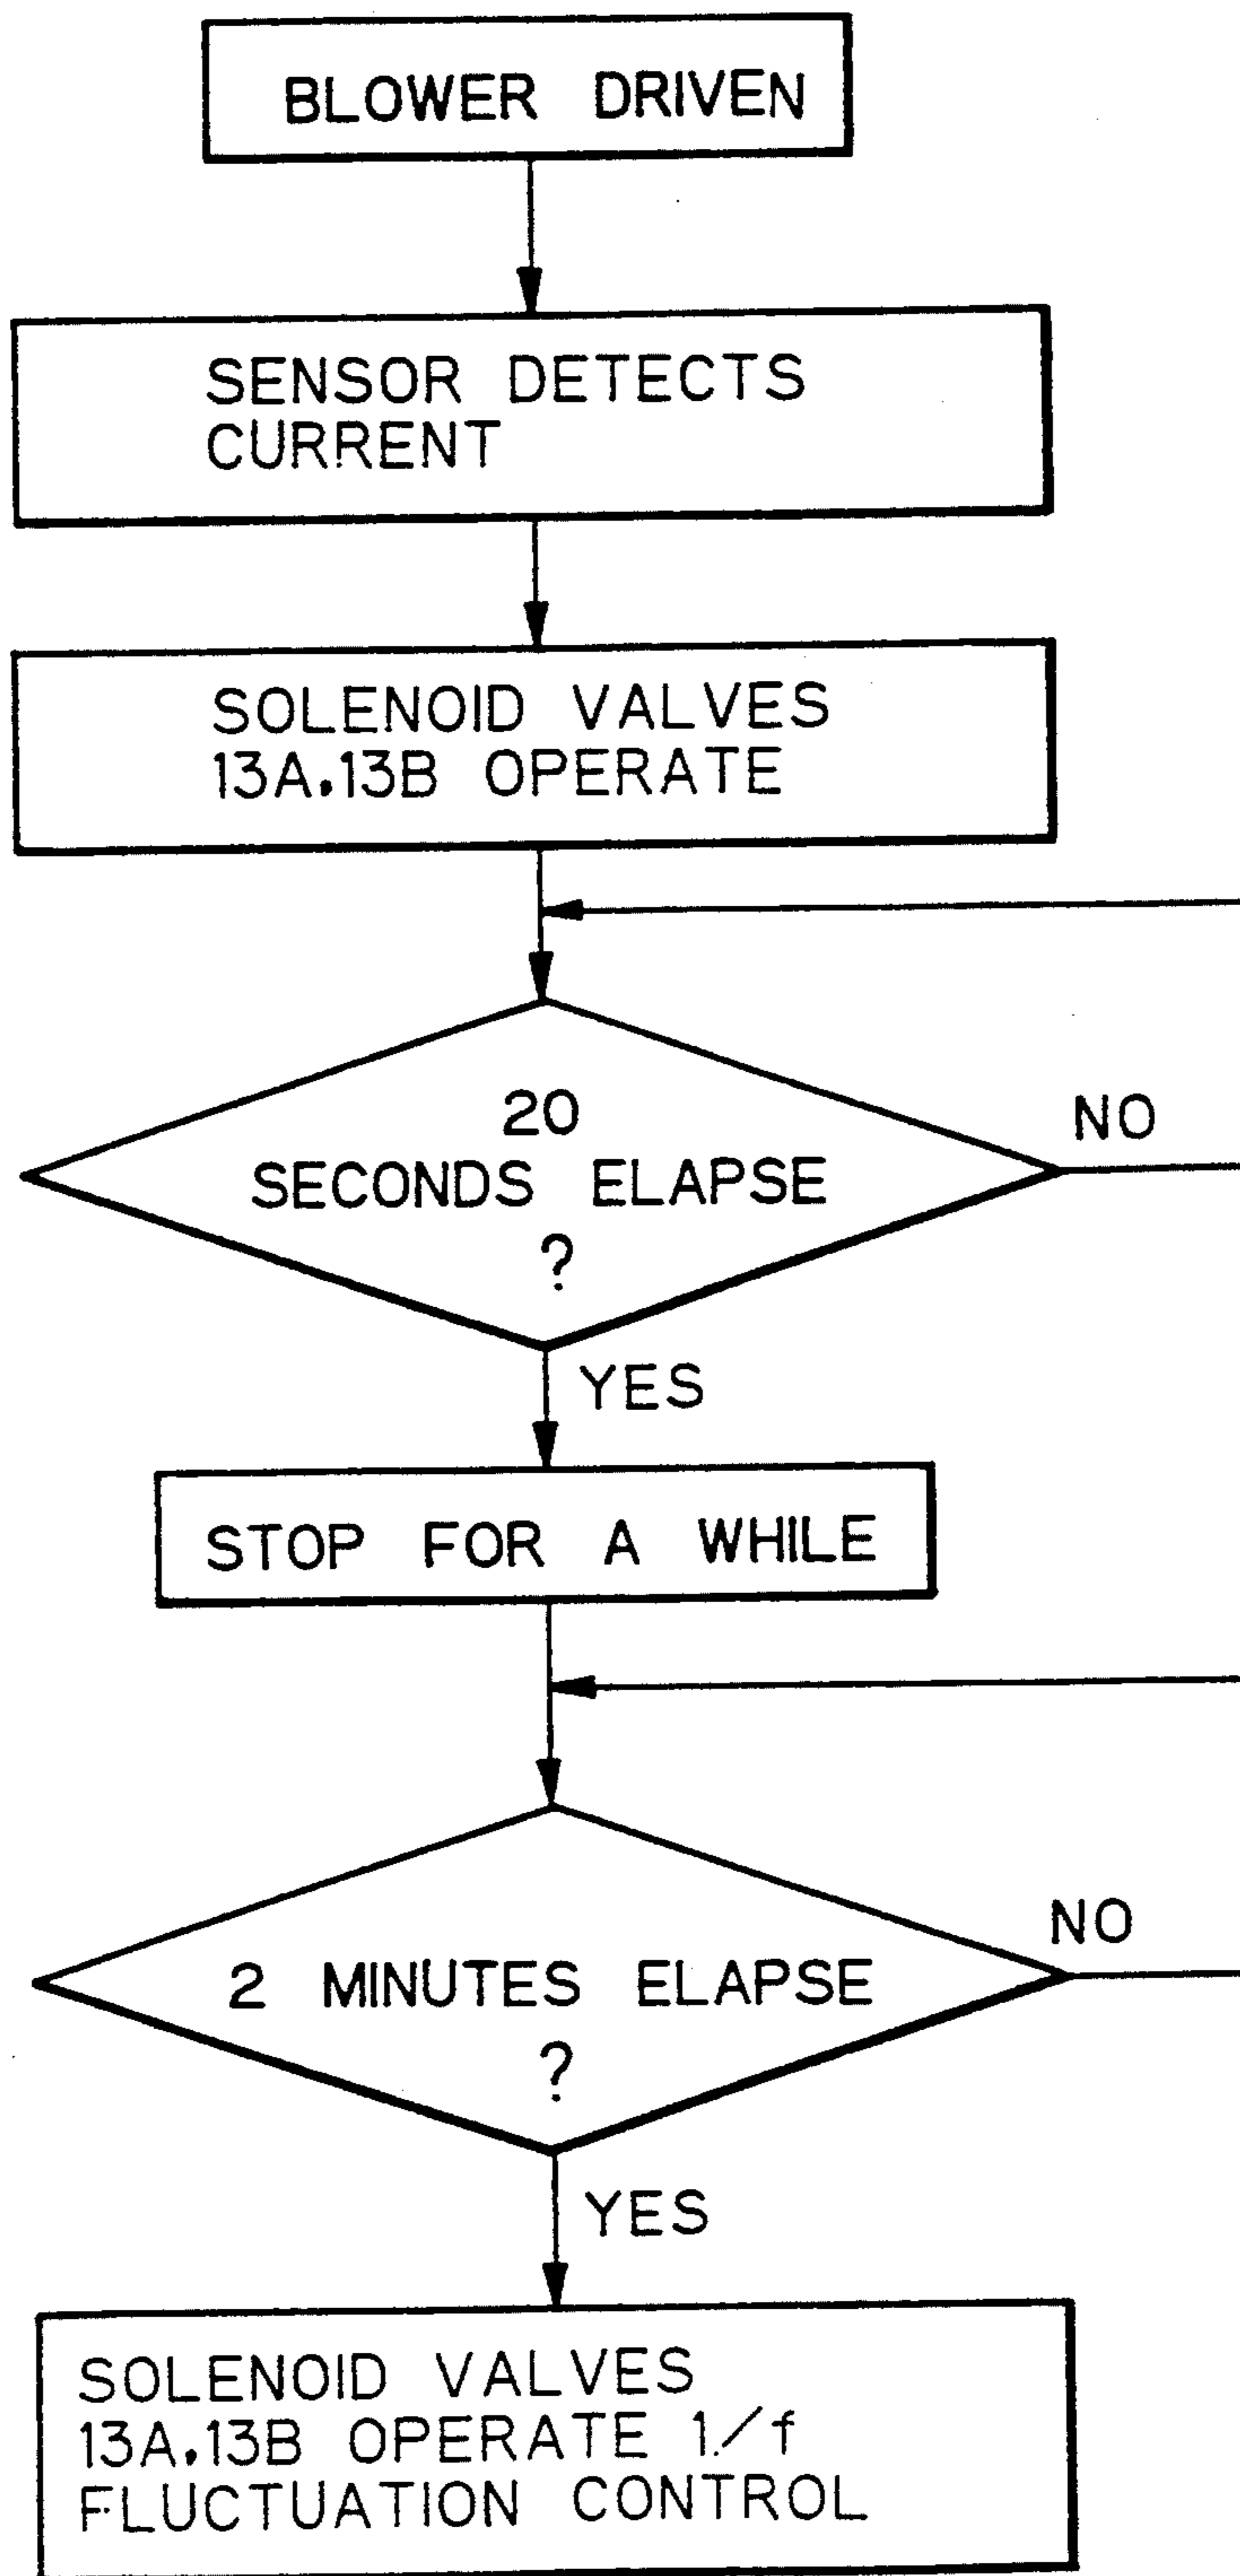 BLOWER DRIVEN
SENSOR DETECTS
CURRENT
SOLENOID VALVES
13A.13B OPERATE
20
SECONDS ELAPSE
?
NO
YES
STOP FOR A WHILE
2 MINUTES ELAPSE
?
NO
YES
SOLENOID VALVES
13A.13B OPERATE 1/f
FLUCTUATION CONTROL